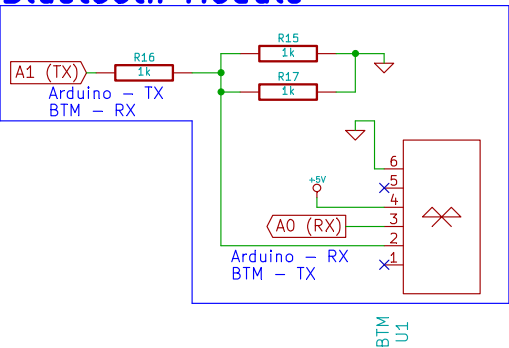 Bluetooth Module
R15
1k
R16
1k
A1 (TX)
R17
1k
Arduino – TX
BTM – RX
+5V
6
5
4
3
2
1
A0 (RX)
Arduino – RX
BTM – TX
BTM
U1